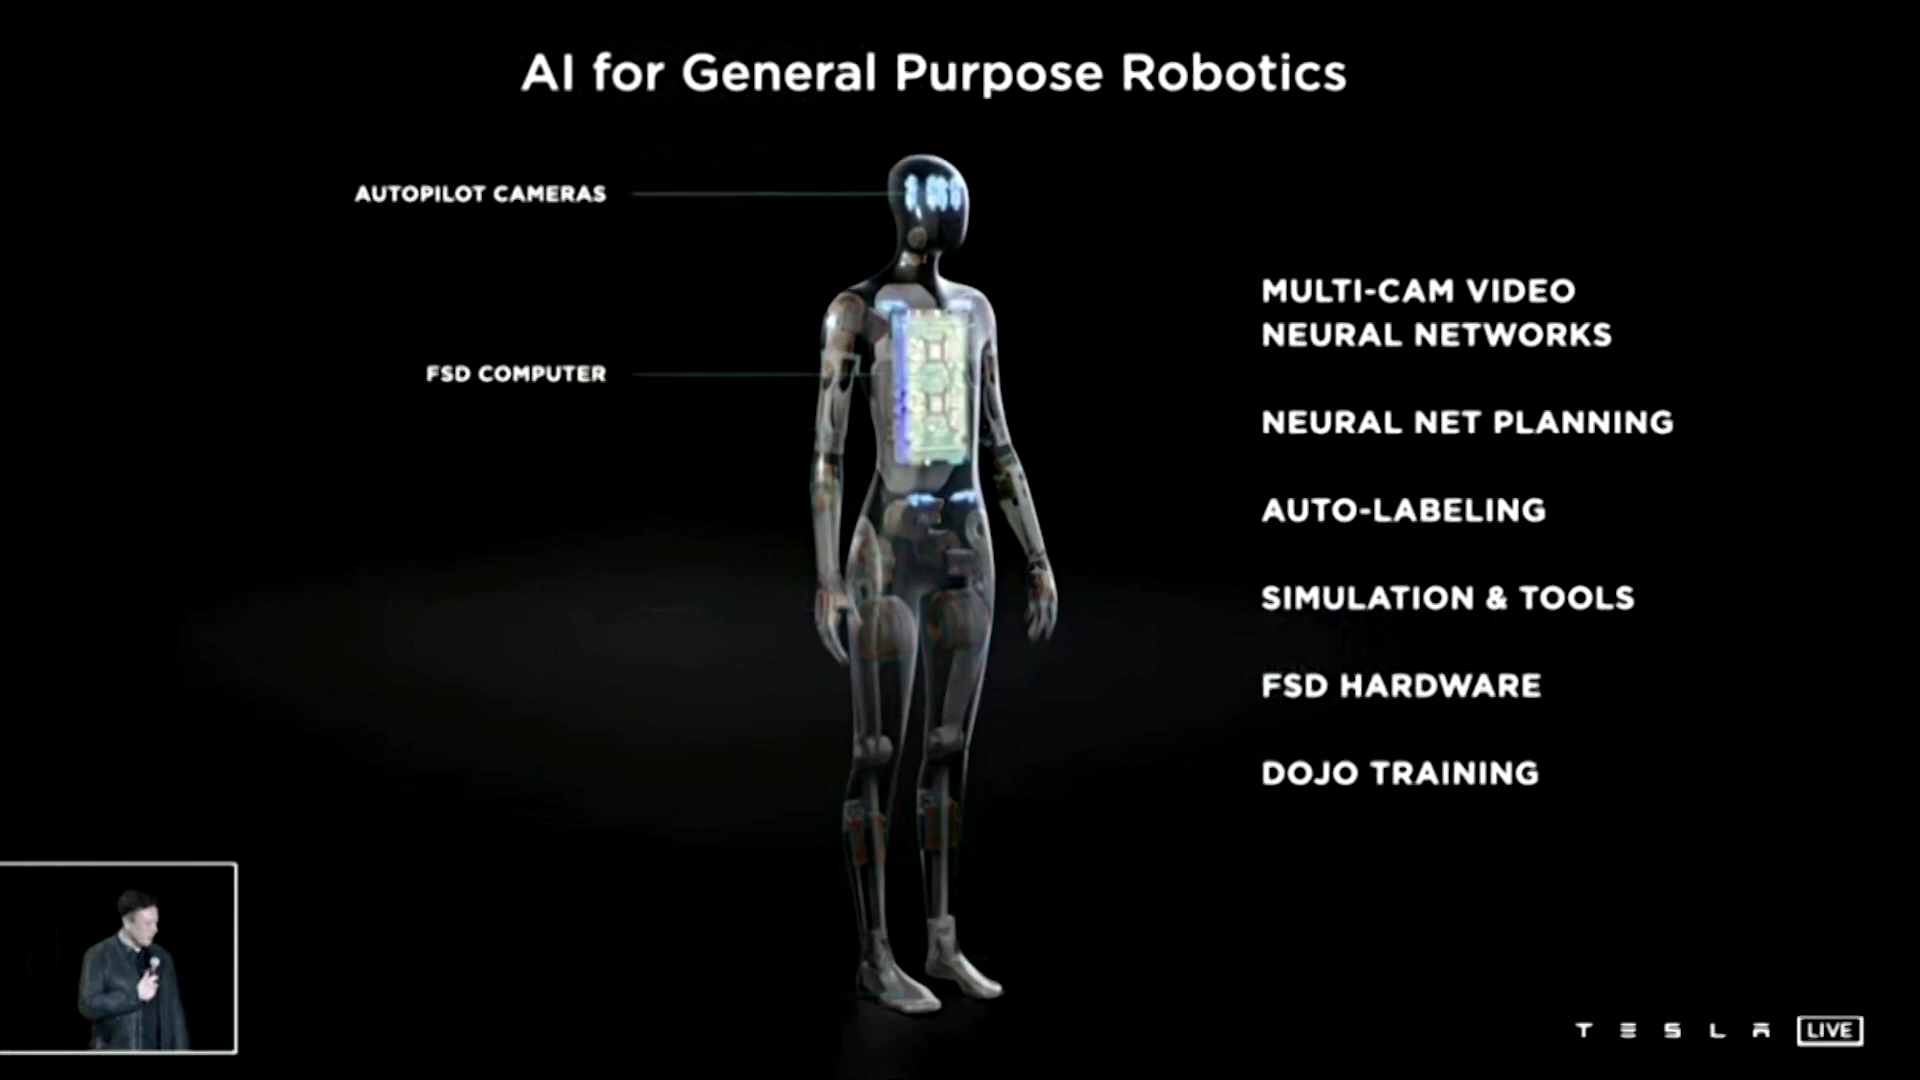 AI for General Purpose Robotics
AUTOPILOT CAMERAS
FSD COMPUTER
MULTI-CAM VIDEO
NEURAL NETWORKS
NEURAL NET PLANNING
AUTO-LABELING
SIMULATION & TOOLS
FSD HARDWARE
DOJO TRAINING
TESLA LIVE